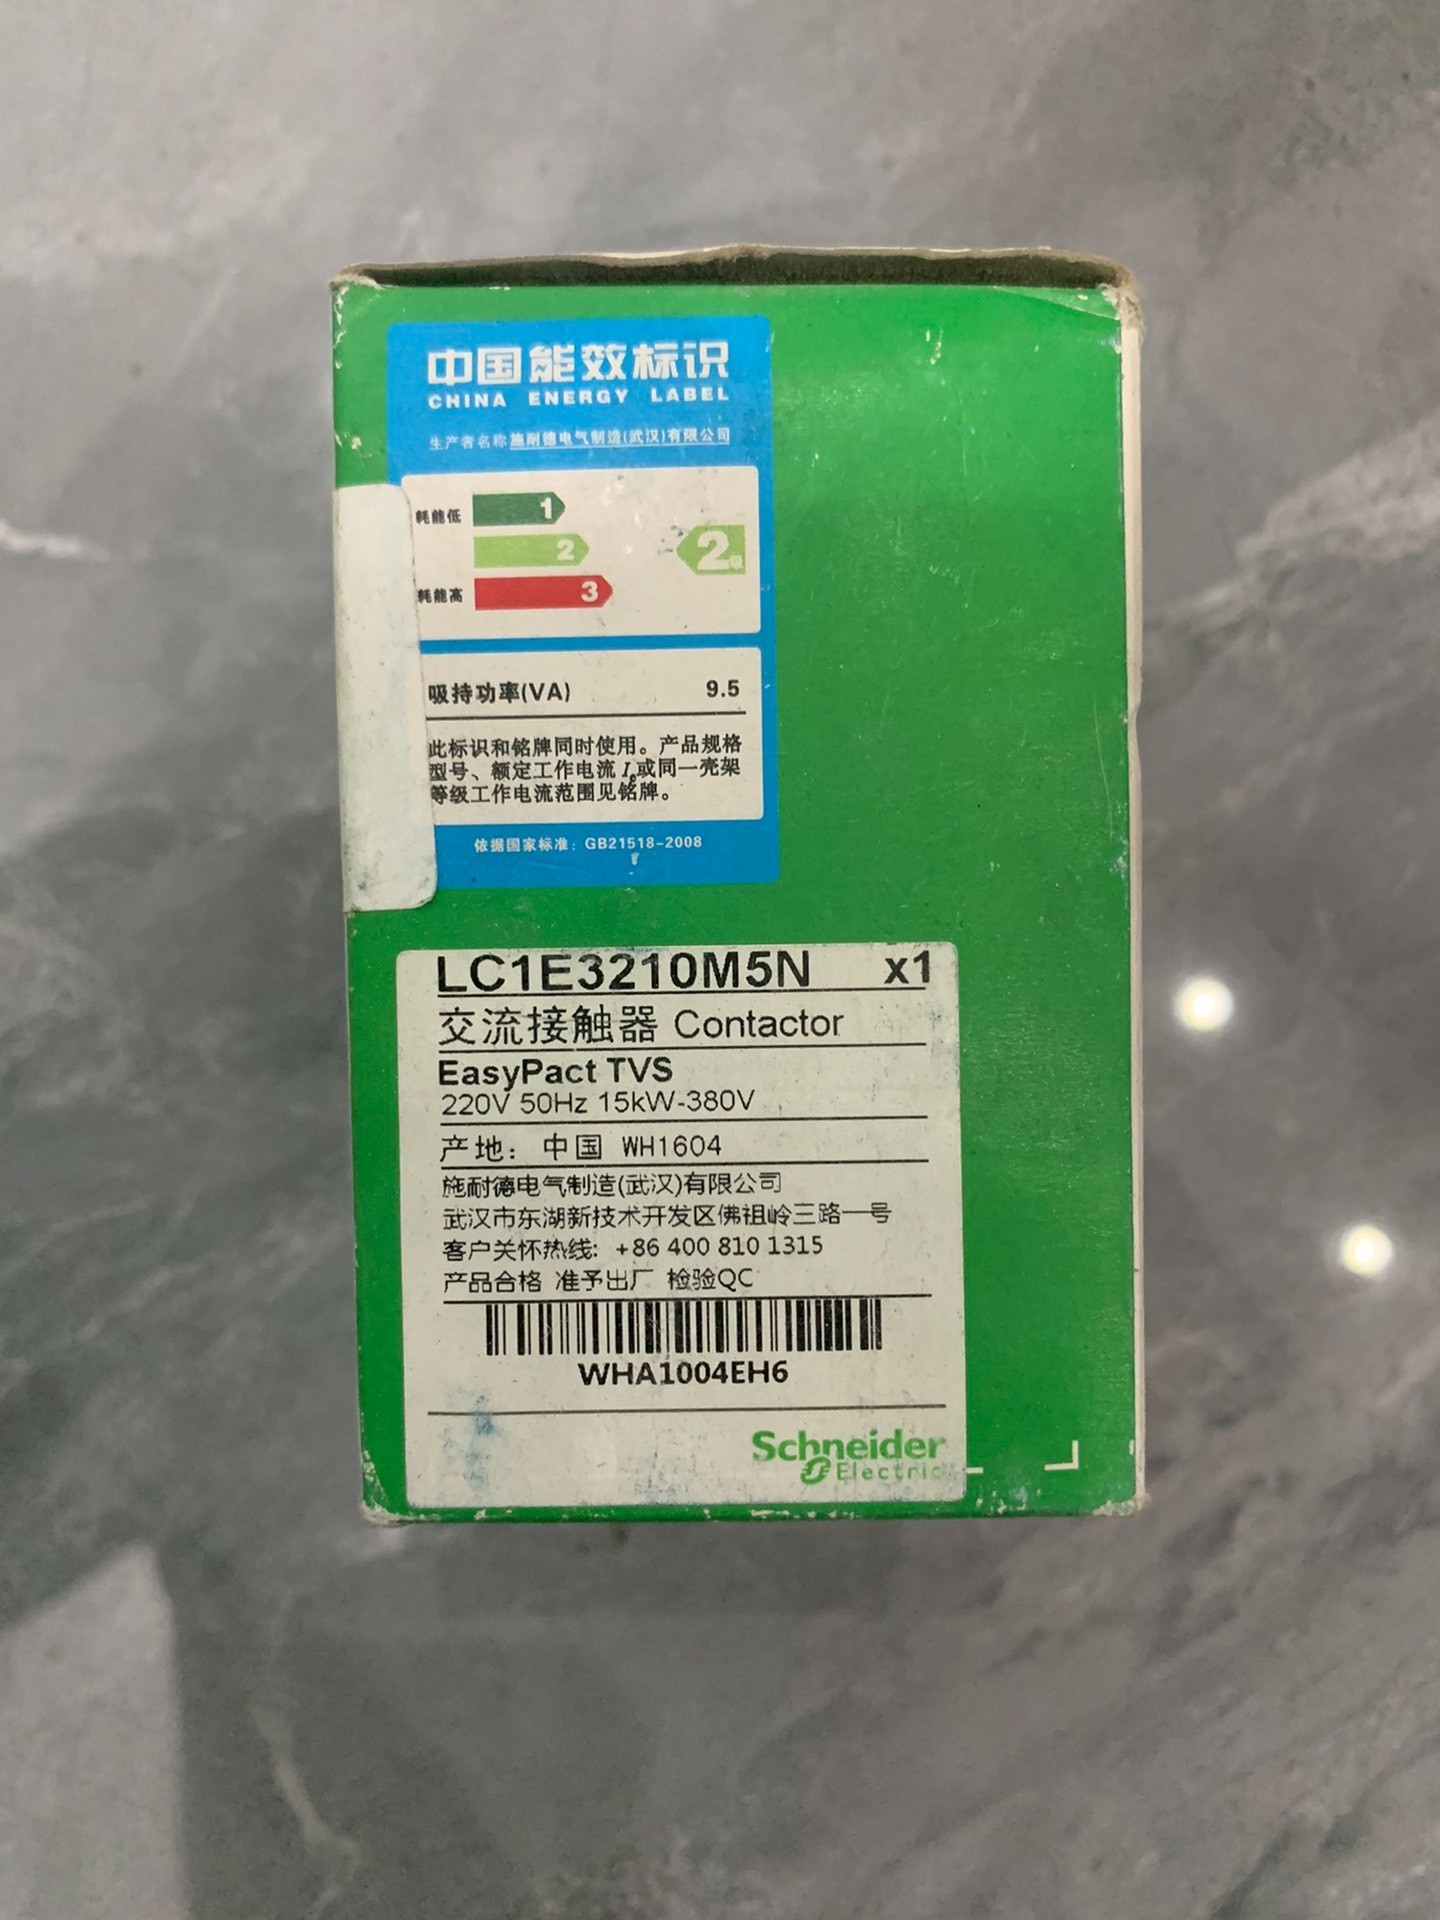 中国能效标识
CHINA ENERGY LABEL
生产者名称 施耐德电气制造(武汉)有限公司
耗能低
1
2
2级
耗能高
3
吸持功率(VA) 9.5
此标识和铭牌同时使用。产品规格
型号、额定工作电流Ie或同一壳架
等级工作电流范围见铭牌。
依据国家标准: GB21518-2008
LC1E3210M5N x1
交流接触器 Contactor
EasyPact TVS
220V 50Hz 15kW-380V
产地: 中国 WH1604
施耐德电气制造(武汉)有限公司
武汉市东湖新技术开发区佛祖岭三路一号
客户关怀热线: +86 400 810 1315
产品合格 准予出厂 检验QC
WHA1004EH6
Schneider
Electric